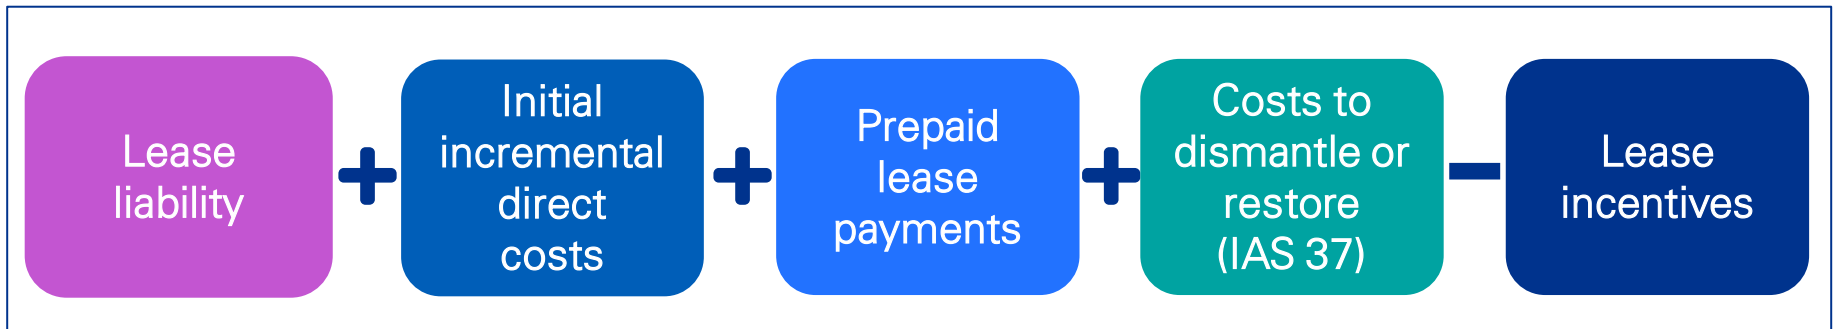 Lease
liability
+
Initial
incremental
direct
costs
+
Prepaid
lease
payments
+
Costs to
dismantle or
restore
(IAS 37)
−
Lease
incentives